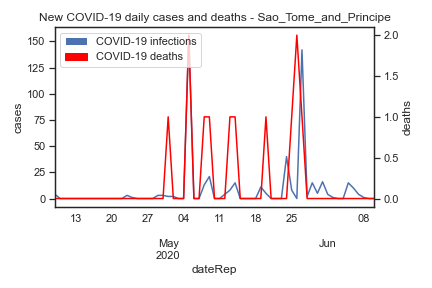 New COVID-19 daily cases and deaths - Sao_Tome_and_Principe
COVID-19 infections
COVID-19 deaths
cases
150
125
100
75
50
25
0
deaths
2.0
1.5
1.0
0.5
0.0
13 20 27 04 11 18 25 08
May Jun
2020
dateRep